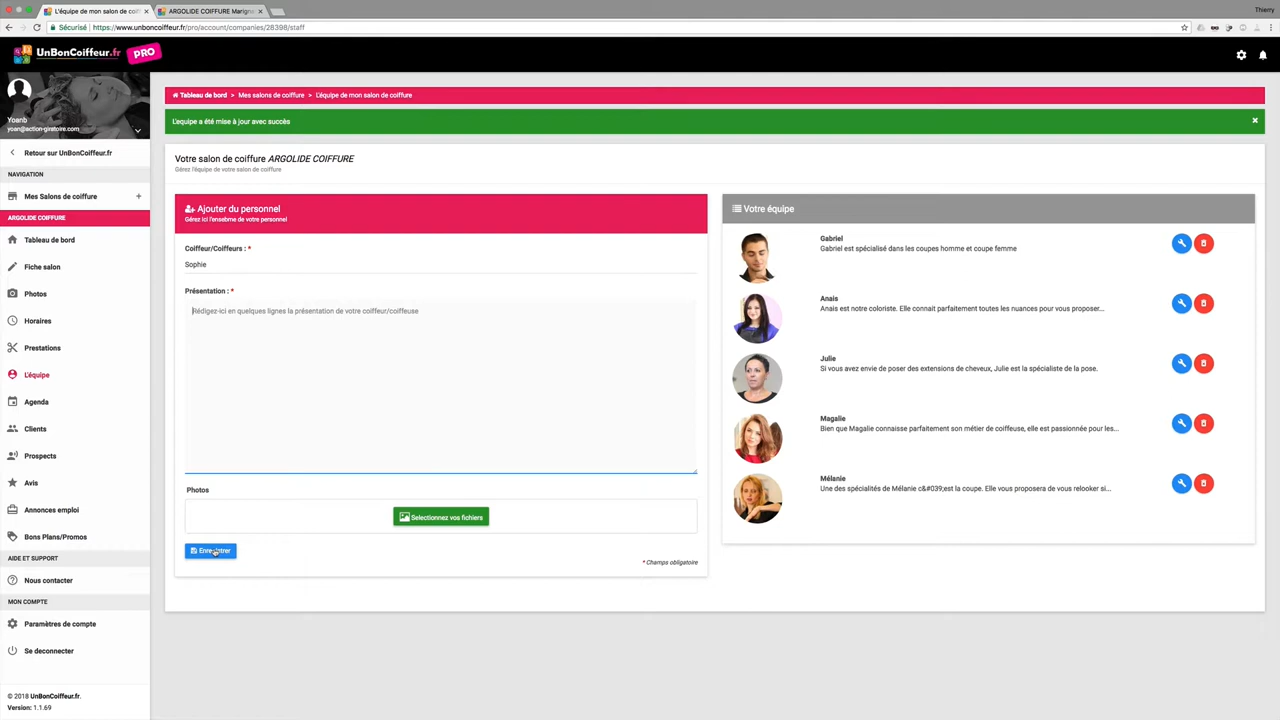 L'équipe de mon salon de coif
ARGOLIDE COIFFURE Marign
Thierry
Sécurisé
https://www.unboncoiffeur.fr/pro/account/companies/28398/staff
UnBonCoiffeur.fr PRO
Yoanb
yoan@action-giratoire.com
Retour sur UnBonCoiffeur.fr
NAVIGATION
Mes Salons de coiffure +
ARGOLIDE COIFFURE
Tableau de bord
Fiche salon
Photos
Horaires
Prestations
L'équipe
Agenda
Clients
Prospects
Avis
Annonces emploi
Bons Plans/Promos
AIDE ET SUPPORT
Nous contacter
MON COMPTE
Paramètres de compte
Se deconnecter
© 2018 UnBonCoiffeur.fr.
Version: 1.1.69
Tableau de bord > Mes salons de coiffure > L'équipe de mon salon de coiffure
L'equipe a été mise à jour avec succès
Votre salon de coiffure ARGOLIDE COIFFURE
Gérez l'équipe de votre salon de coiffure
Ajouter du personnel
Gérez ici l'ensebme de votre personnel
Coiffeur/Coiffeurs : *
Sophie
Présentation : *
Rédigez-ici en quelques lignes la présentation de votre coiffeur/coiffeuse
Photos
Selectionnez vos fichiers
Enregistrer
* Champs obligatoire
Votre équipe
Gabriel
Gabriel est spécialisé dans les coupes homme et coupe femme
Anais
Anais est notre coloriste. Elle connait parfaitement toutes les nuances pour vous proposer...
Julie
Si vous avez envie de poser des extensions de cheveux, Julie est la spécialiste de la pose.
Magalie
Bien que Magalie connaisse parfaitement son métier de coiffeuse, elle est passionnée pour les...
Mélanie
Une des spécialités de Mélanie c&#039;est la coupe. Elle vous proposera de vous relooker si...